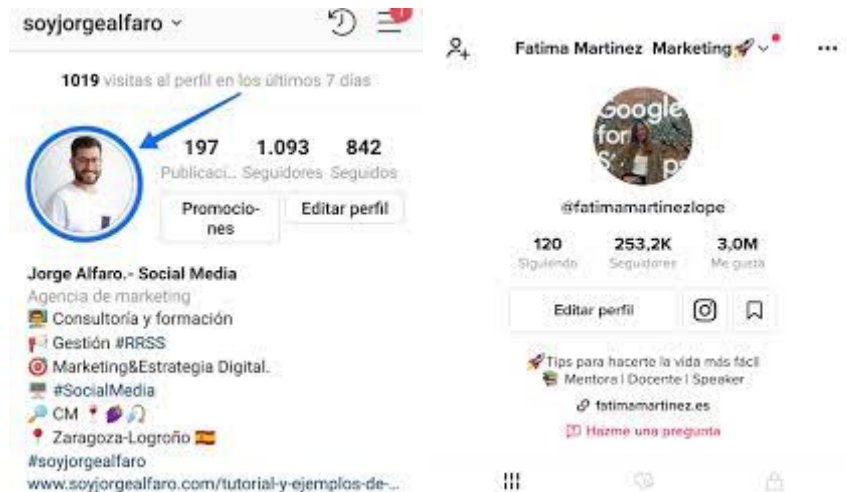 soyjorgealfaro
1019 visitas al perfil en los últimos 7 días
197 1.093 842
Publicaci... Seguidores Seguidos
Promocio-
nes
Editar perfil
Jorge Alfaro.- Social Media
Agencia de marketing
Consultoría y formación
Gestión #RRSS
Marketing&Estrategia Digital.
#SocialMedia
CM
Zaragoza-Logroño
#soyjorgealfaro
www.soyjorgealfaro.com/tutorial-y-ejemplos-de-...
Fatima Martinez Marketing
Google
for
@fatimamartinezlope
120 253,2K 3,0M
Siguiendo Seguidores Me gusta
Editar perfil
Tips para hacerte la vida más fácil
Mentora | Docente | Speaker
fatimamartinez.es
Hazme una pregunta